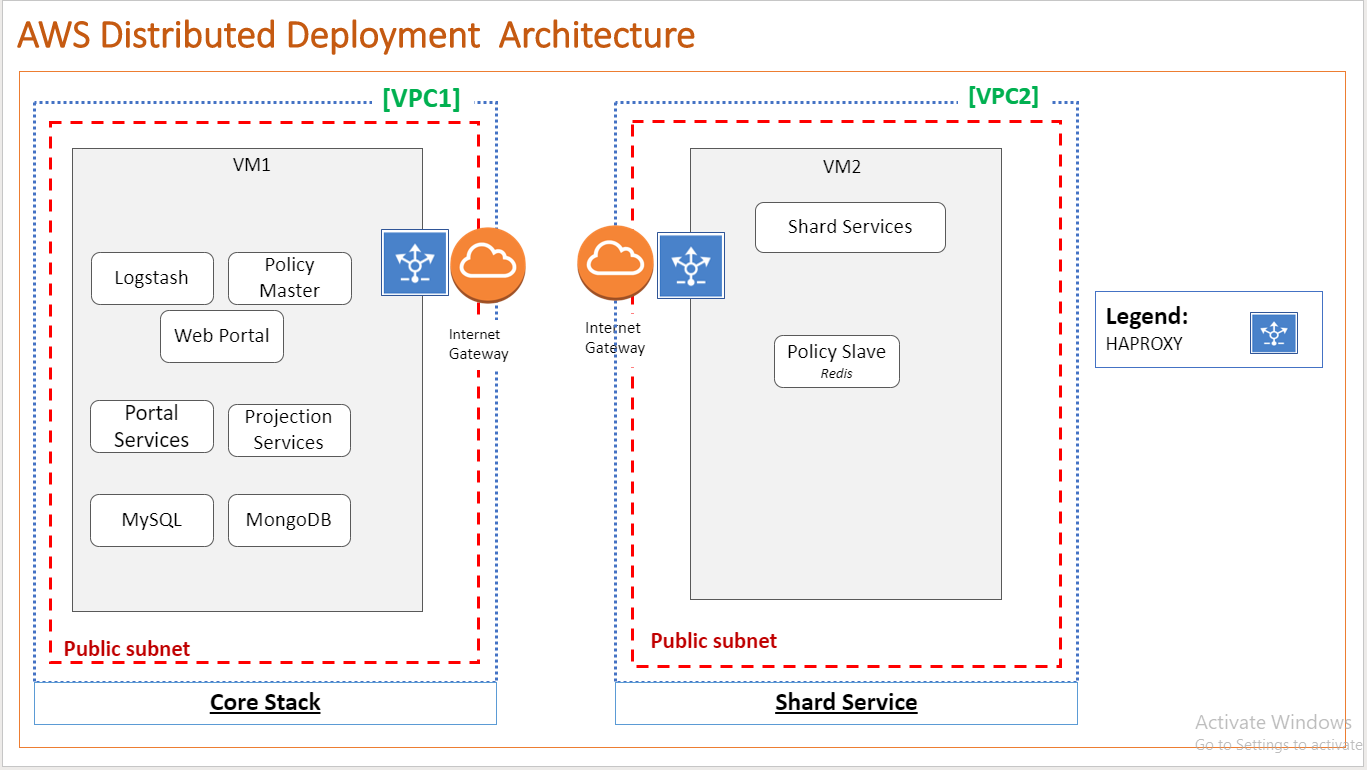 AWS Distributed Deployment Architecture
[VPC1]
VM1
Logstash
Policy
Master
Web Portal
Portal
Services
Projection
Services
MySQL
MongoDB
Internet
Gateway
Public subnet
Core Stack
[VPC2]
VM2
Shard Services
Policy Slave
Redis
Internet
Gateway
Public subnet
Shard Service
Legend:
HAPROXY
Activate Windows
Go to Settings to activate